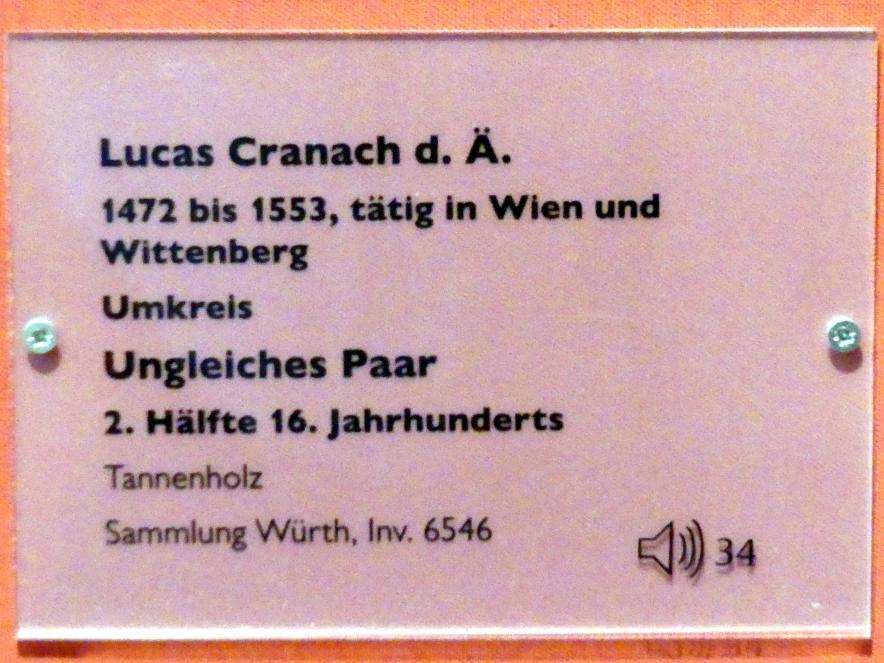 Lucas Cranach d. Ä.
1472 bis 1553, tätig in Wien und
Wittenberg
Umkreis
Ungleiches Paar
2. Hälfte 16. Jahrhunderts
Tannenholz
Sammlung Würth, Inv. 6546
34